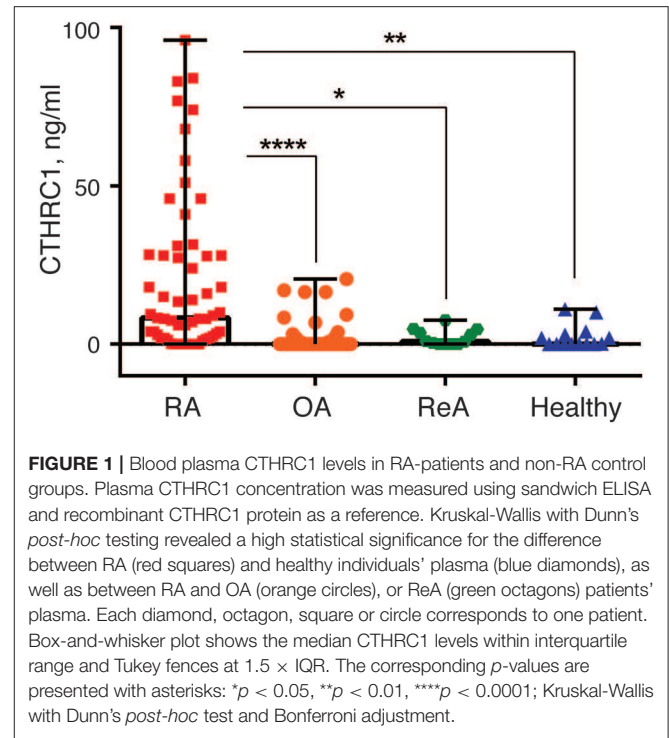 100
**
*
****
50
0
CTHRC1, ng/ml
RA OA ReA Healthy
FIGURE 1 | Blood plasma CTHRC1 levels in RA-patients and non-RA control
groups. Plasma CTHRC1 concentration was measured using sandwich ELISA
and recombinant CTHRC1 protein as a reference. Kruskal-Wallis with Dunn's
post-hoc testing revealed a high statistical significance for the difference
between RA (red squares) and healthy individuals' plasma (blue diamonds), as
well as between RA and OA (orange circles), or ReA (green octagons) patients'
plasma. Each diamond, octagon, square or circle corresponds to one patient.
Box-and-whisker plot shows the median CTHRC1 levels within interquartile
range and Tukey fences at 1.5 × IQR. The corresponding p-values are
presented with asterisks: *p < 0.05, **p < 0.01, ****p < 0.0001; Kruskal-Wallis
with Dunn's post-hoc test and Bonferroni adjustment.